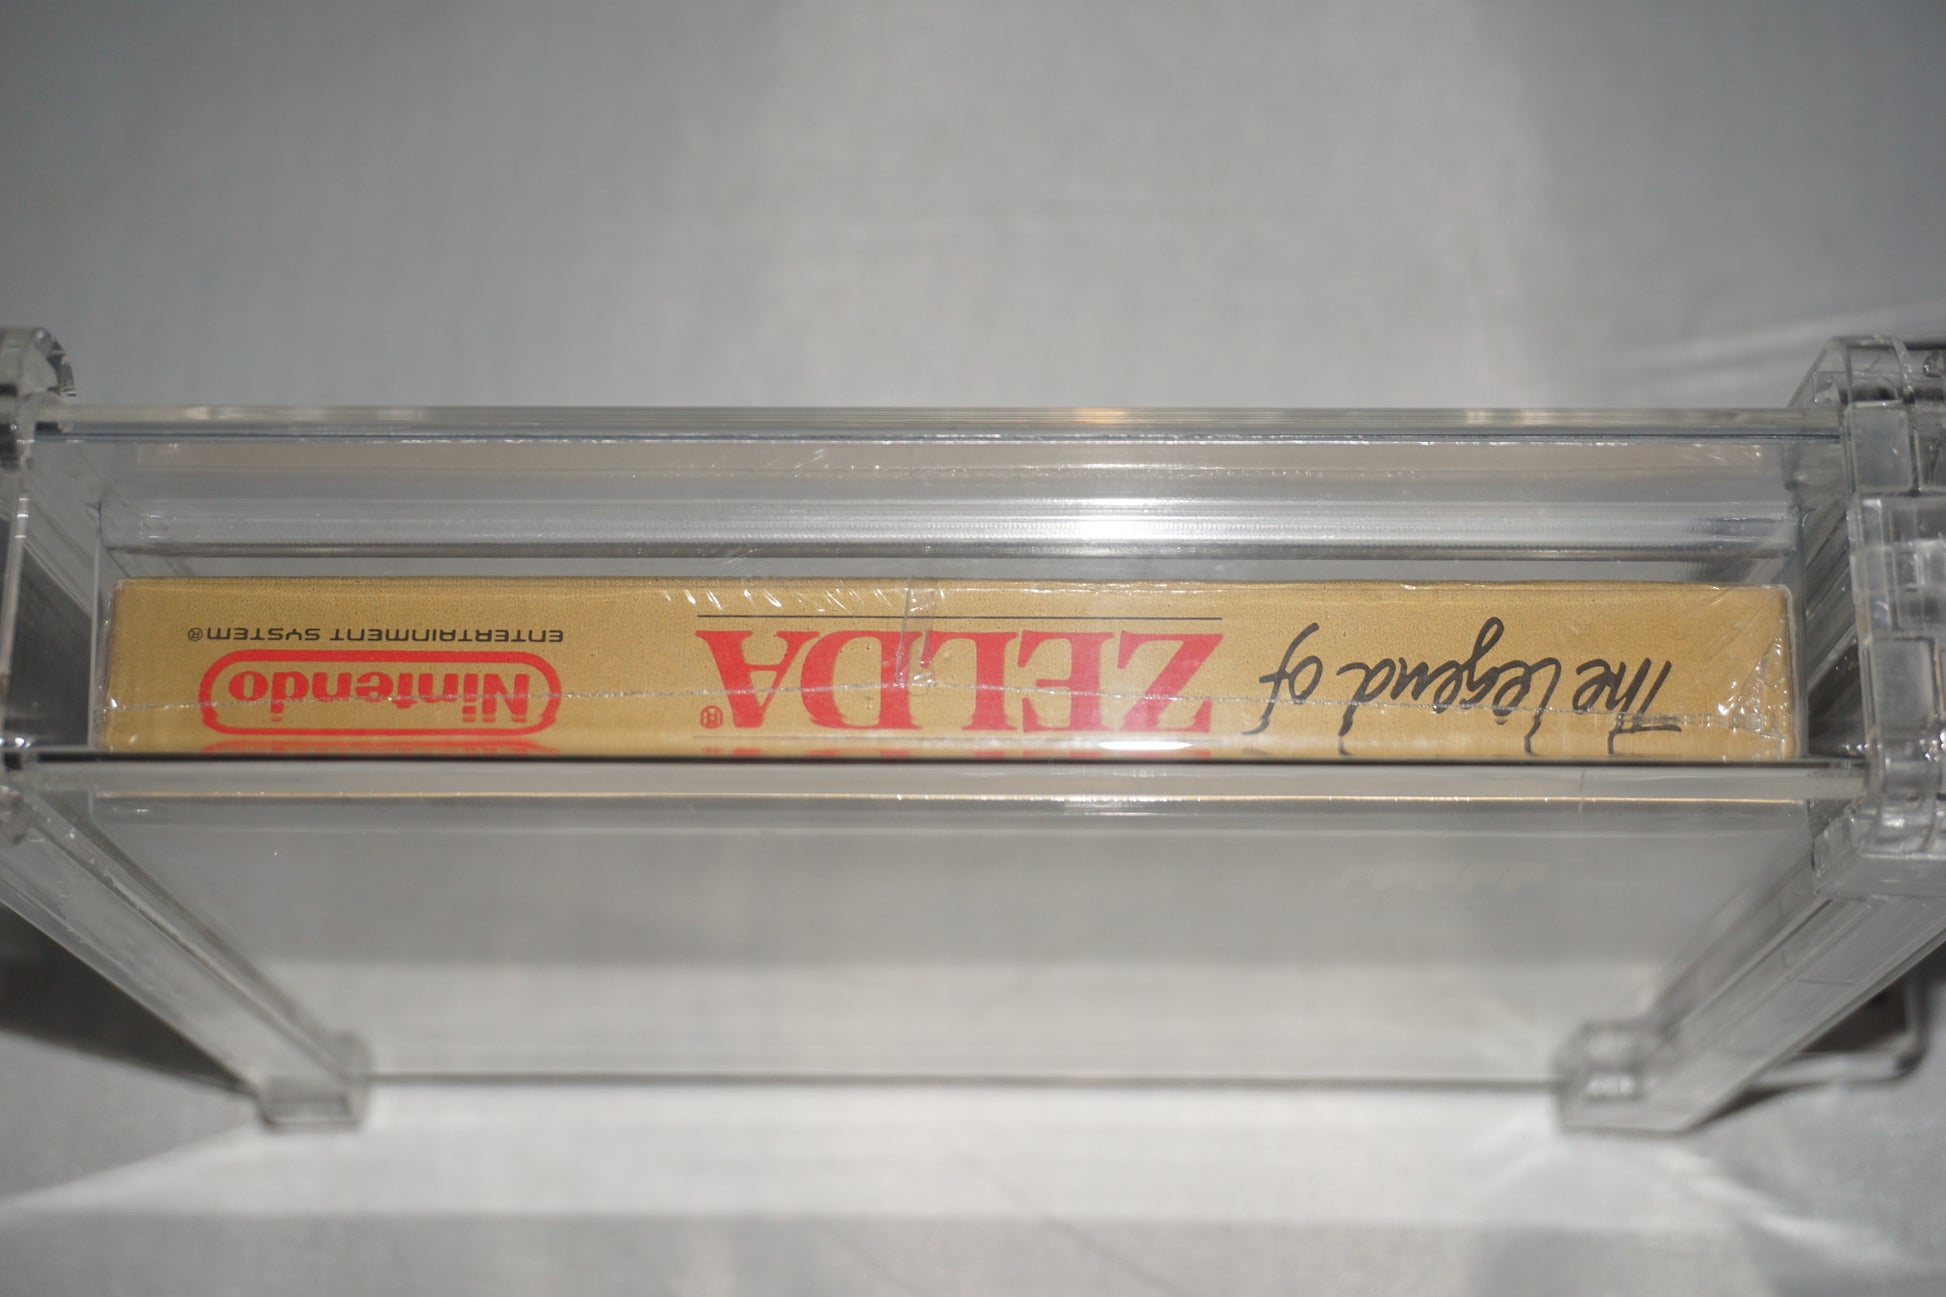 The Legend of
ZELDA®
Nintendo
ENTERTAINMENT SYSTEM®